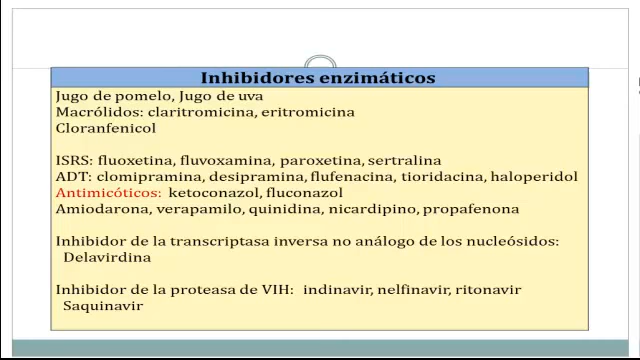 Inhibidores enzimáticos
Jugo de pomelo, Jugo de uva
Macrólidos: claritromicina, eritromicina
Cloranfenicol
ISRS: fluoxetina, fluvoxamina, paroxetina, sertralina
ADT: clomipramina, desipramina, flufenacina, tioridacina, haloperidol
Antimicóticos: ketoconazol, fluconazol
Amiodarona, verapamilo, quinidina, nicardipino, propafenona
Inhibidor de la transcriptasa inversa no análogo de los nucleósidos:
Delavirdina
Inhibidor de la proteasa de VIH: indinavir, nelfinavir, ritonavir
Saquinavir